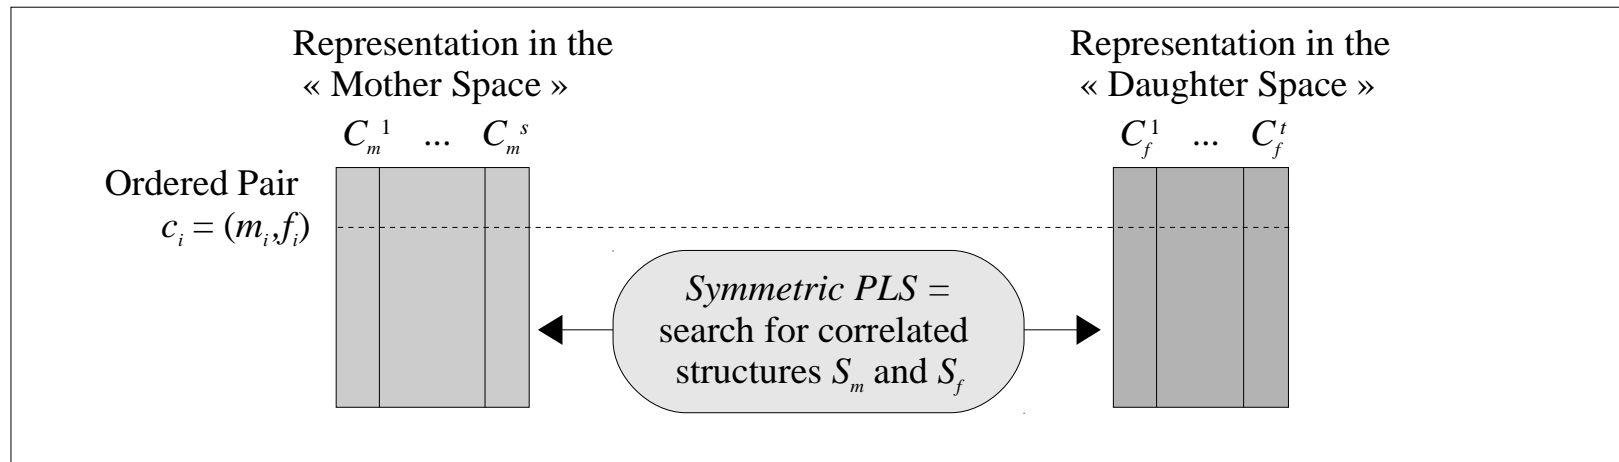 Representation in the
« Mother Space »
Representation in the
« Daughter Space »
C_m^1 ... C_m^s
C_f^1 ... C_f^t
Ordered Pair
c_i = (m_i,f_i)
Symmetric PLS =
search for correlated
structures S_m and S_f